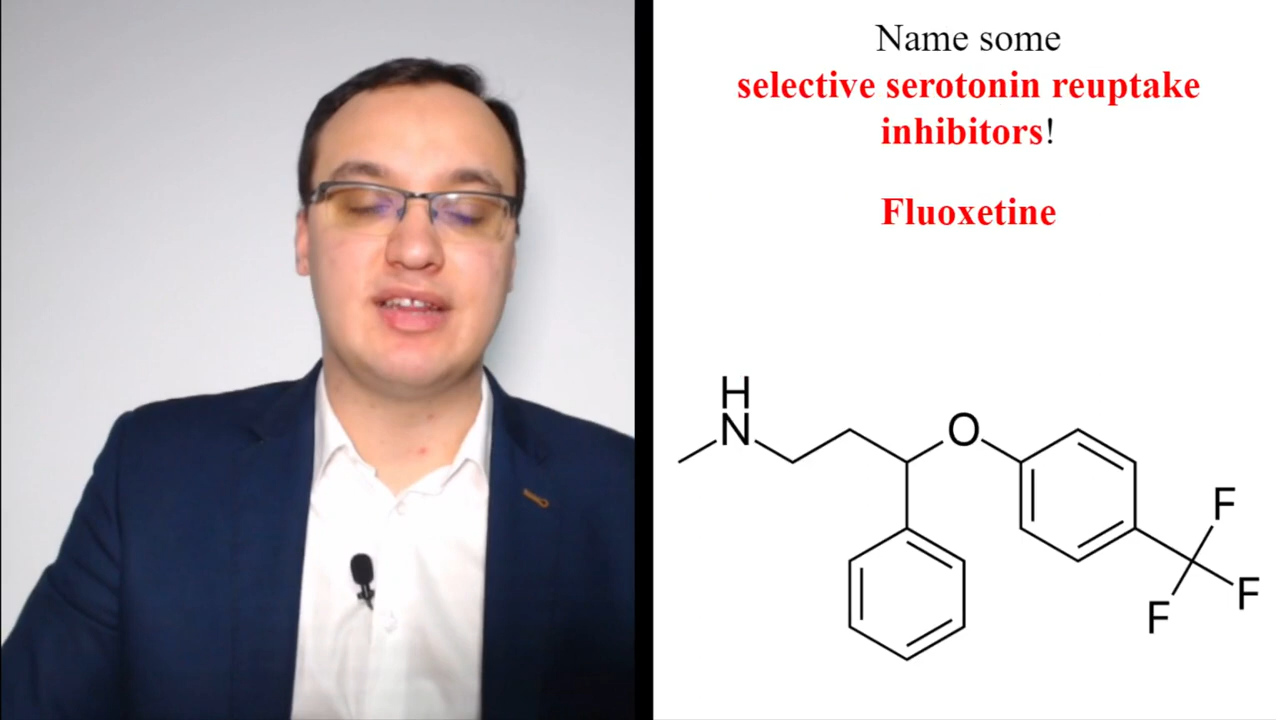 Name some
selective serotonin reuptake
inhibitors!
Fluoxetine
H
N
O
F
F
F